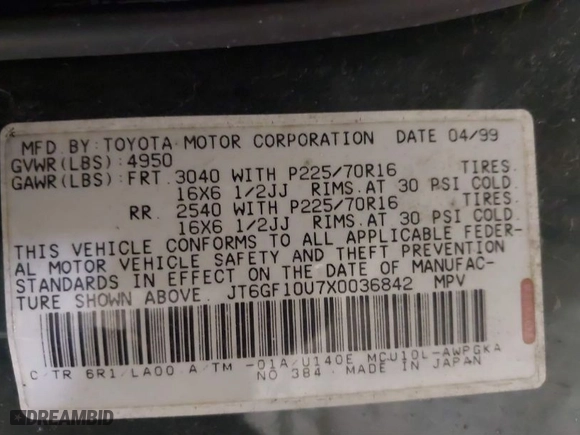 MFD BY: TOYOTA MOTOR CORPORATION DATE 04/99
GVWR(LBS): 4950
GAWR(LBS): FRT. 3040 WITH P225/70R16 TIRES.
16X6 1/2JJ RIMS.AT 30 PSI COLD.
RR. 2540 WITH P225/70R16 TIRES.
16X6 1/2JJ RIMS.AT 30 PSI COLD.
THIS VEHICLE CONFORMS TO ALL APPLICABLE FEDER-
AL MOTOR VEHICLE SAFETY AND THEFT PREVENTION
STANDARDS IN EFFECT ON THE DATE OF MANUFAC-
TURE SHOWN ABOVE. JT6GF10U7X0036842 MPV
C/TR 6R1/LA00 A/TM -01A/U140E MCU10L-AWPGKA
NO 384 MADE IN JAPAN
DREAMBID